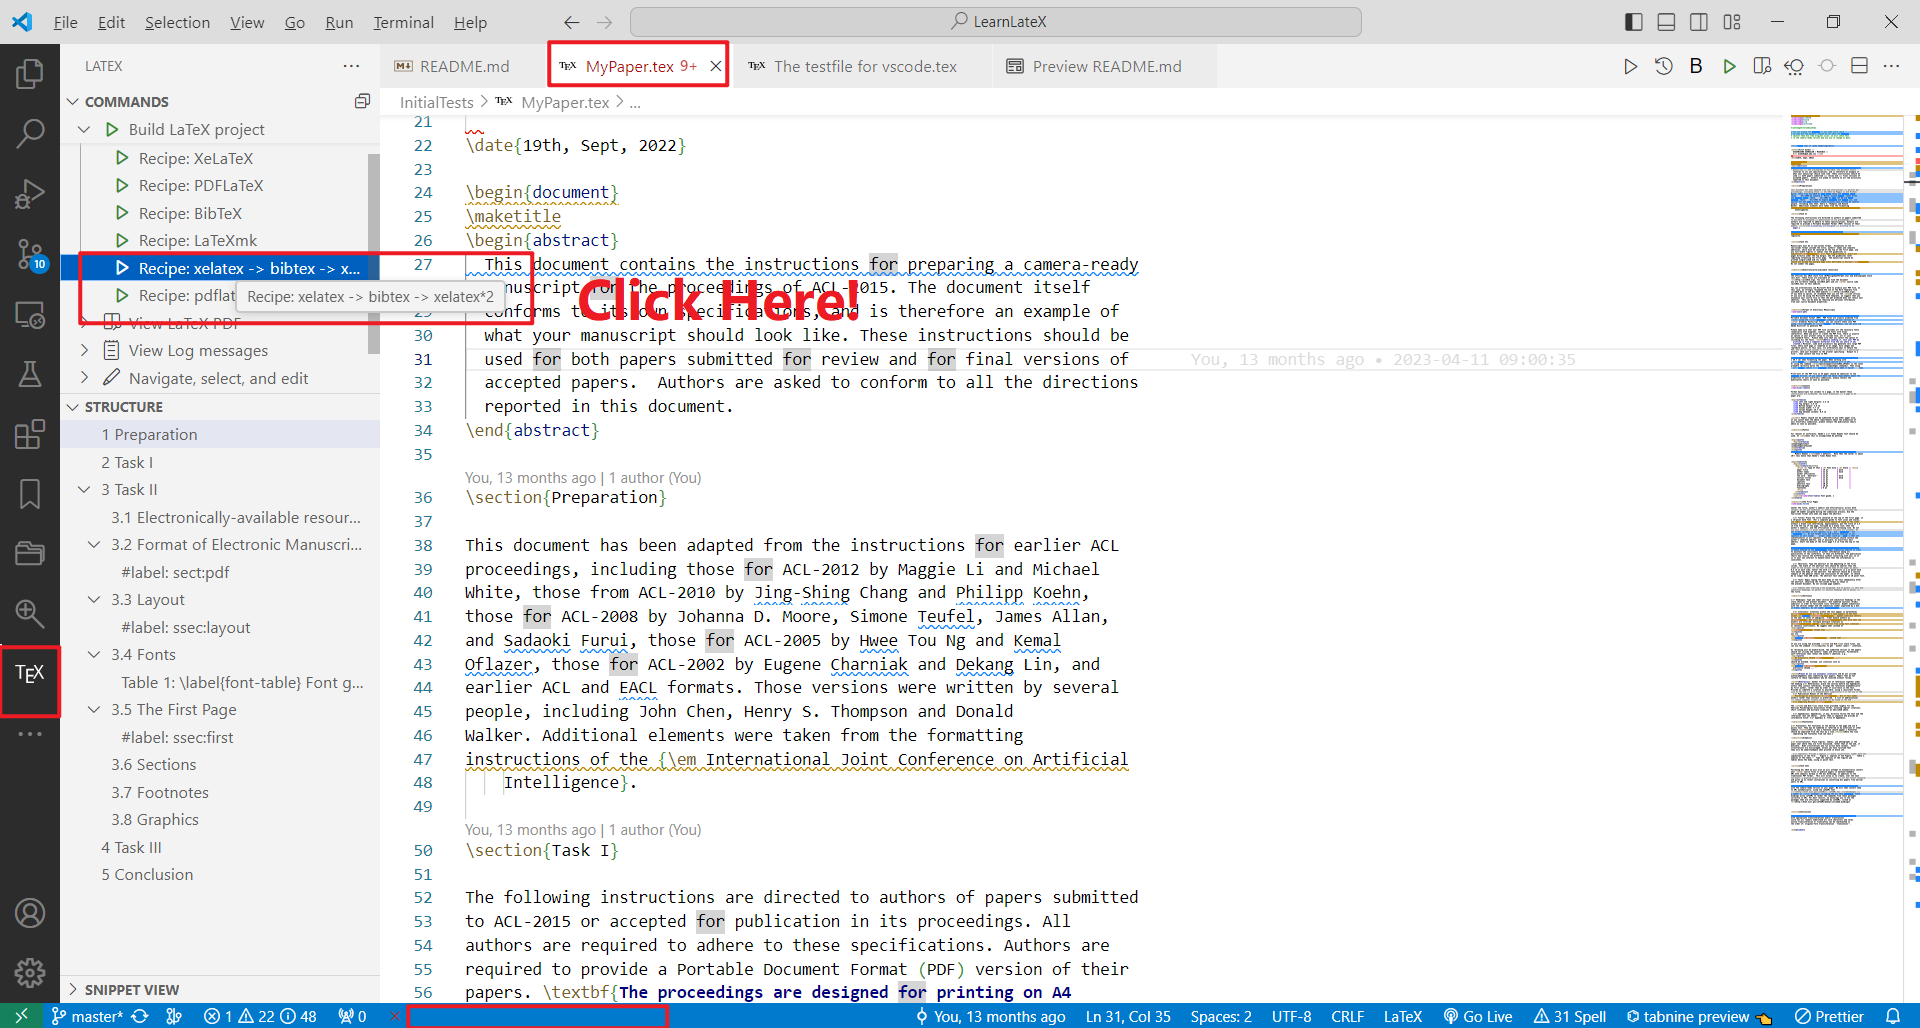 File Edit Selection View Go Run Terminal Help
LearnLateX
LATEX
COMMANDS
Build LaTeX project
Recipe: XeLaTeX
Recipe: PDFLaTeX
Recipe: BibTeX
Recipe: LaTeXmk
Recipe: xelatex -> bibtex -> x...
Recipe: pdflat
Recipe: xelatex -> bibtex -> xelatex*2
View LaTeX PDF
View Log messages
Navigate, select, and edit
STRUCTURE
1 Preparation
2 Task I
3 Task II
3.1 Electronically-available resour...
3.2 Format of Electronic Manuscri...
#label: sect:pdf
3.3 Layout
#label: ssec:layout
3.4 Fonts
Table 1: \label{font-table} Font g...
3.5 The First Page
#label: ssec:first
3.6 Sections
3.7 Footnotes
3.8 Graphics
4 Task III
5 Conclusion
SNIPPET VIEW
10
TEX
README.md
TEX MyPaper.tex 9+
TEX The testfile for vscode.tex
Preview README.md
InitialTests > TEX MyPaper.tex > ...
21
22 \date{19th, Sept, 2022}
23
24 \begin{document}
25 \maketitle
26 \begin{abstract}
27 This document contains the instructions for preparing a camera-ready
manuscript for the proceedings of ACL-2015. The document itself
Click Here!
29 conforms to its own specifications, and is therefore an example of
30 what your manuscript should look like. These instructions should be
31 used for both papers submitted for review and for final versions of
You, 13 months ago • 2023-04-11 09:00:35
32 accepted papers.  Authors are asked to conform to all the directions
33 reported in this document.
34 \end{abstract}
35
You, 13 months ago | 1 author (You)
36 \section{Preparation}
37
38 This document has been adapted from the instructions for earlier ACL
39 proceedings, including those for ACL-2012 by Maggie Li and Michael
40 White, those from ACL-2010 by Jing-Shing Chang and Philipp Koehn,
41 those for ACL-2008 by Johanna D. Moore, Simone Teufel, James Allan,
42 and Sadaoki Furui, those for ACL-2005 by Hwee Tou Ng and Kemal
43 Oflazer, those for ACL-2002 by Eugene Charniak and Dekang Lin, and
44 earlier ACL and EACL formats. Those versions were written by several
45 people, including John Chen, Henry S. Thompson and Donald
46 Walker. Additional elements were taken from the formatting
47 instructions of the {\em International Joint Conference on Artificial
48 Intelligence}.
49
You, 13 months ago | 1 author (You)
50 \section{Task I}
51
52 The following instructions are directed to authors of papers submitted
53 to ACL-2015 or accepted for publication in its proceedings. All
54 authors are required to adhere to these specifications. Authors are
55 required to provide a Portable Document Format (PDF) version of their
56 papers. \textbf{The proceedings are designed for printing on A4
master* 1 22 48 0
You, 13 months ago Ln 31, Col 35 Spaces: 2 UTF-8 CRLF LaTeX Go Live 31 Spell tabnine preview Prettier